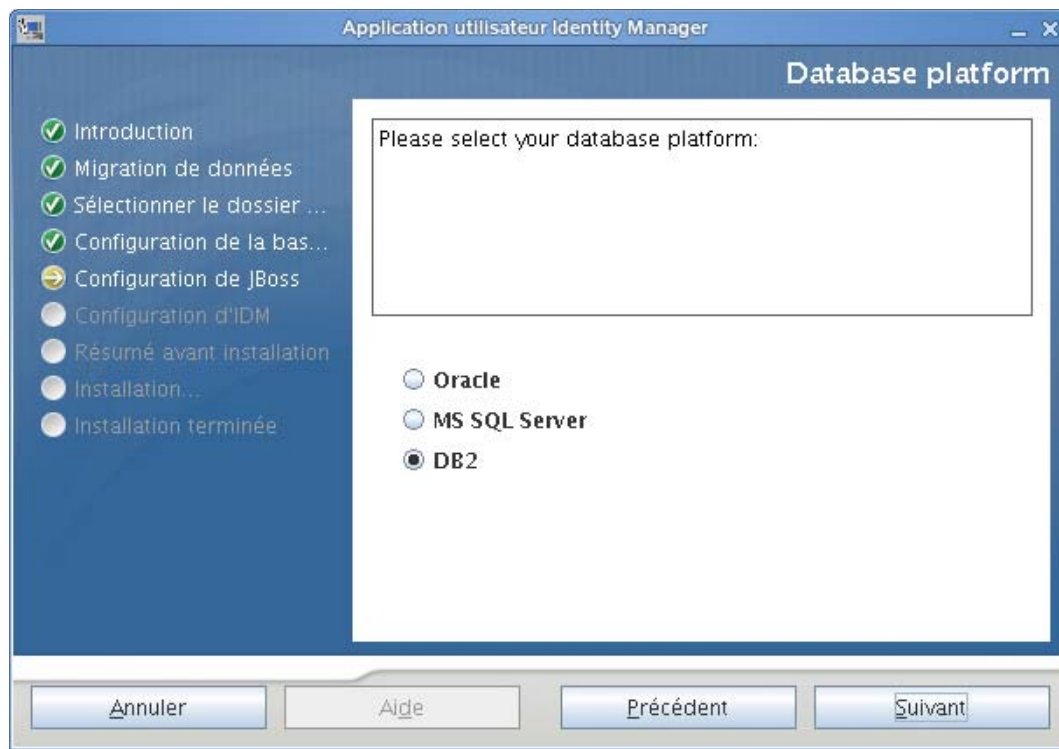 Application utilisateur Identity Manager
Database platform
Introduction
Migration de données
Sélectionner le dossier ...
Configuration de la bas...
Configuration de JBoss
Configuration d'IDM
Résumé avant installation
Installation...
Installation terminée
Please select your database platform:
Oracle
MS SQL Server
DB2
Annuler
Aide
Précédent
Suivant